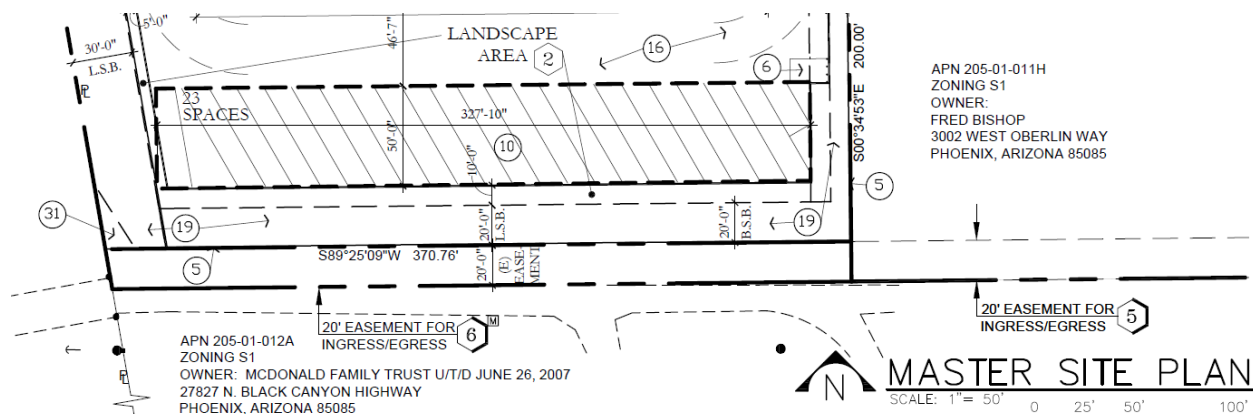 5'-0"
30'-0"
L.S.B.
PL
46'-7"
LANDSCAPE
AREA
2
16
6
S00°34'53"E 200.00'
APN 205-01-011H
ZONING S1
OWNER:
FRED BISHOP
3002 WEST OBERLIN WAY
PHOENIX, ARIZONA 85085
23
SPACES
327'-10"
50'-0"
10
10'-0"
5
31
19
20'-0"
L.S.B.
20'-0"
B.S.B.
19
5
S89°25'09"W 370.76'
20'-0"
(E)
EASE-
MENT
20' EASEMENT FOR
INGRESS/EGRESS
6
M
20' EASEMENT FOR
INGRESS/EGRESS
5
APN 205-01-012A
ZONING S1
OWNER: MCDONALD FAMILY TRUST U/T/D JUNE 26, 2007
27827 N. BLACK CANYON HIGHWAY
PHOENIX, ARIZONA 85085
PL
N
MASTER SITE PLAN
SCALE: 1"= 50'
0 25' 50' 100'